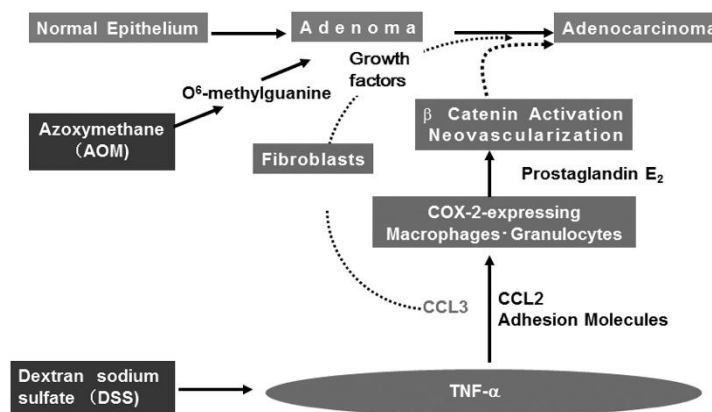 Normal Epithelium
Adenoma
Adenocarcinoma
Growth
factors
O⁶-methylguanine
Azoxymethane
(AOM)
Fibroblasts
β Catenin Activation
Neovascularization
Prostaglandin E₂
COX-2-expressing
Macrophages·Granulocytes
CCL3
CCL2
Adhesion Molecules
Dextran sodium
sulfate (DSS)
TNF-α